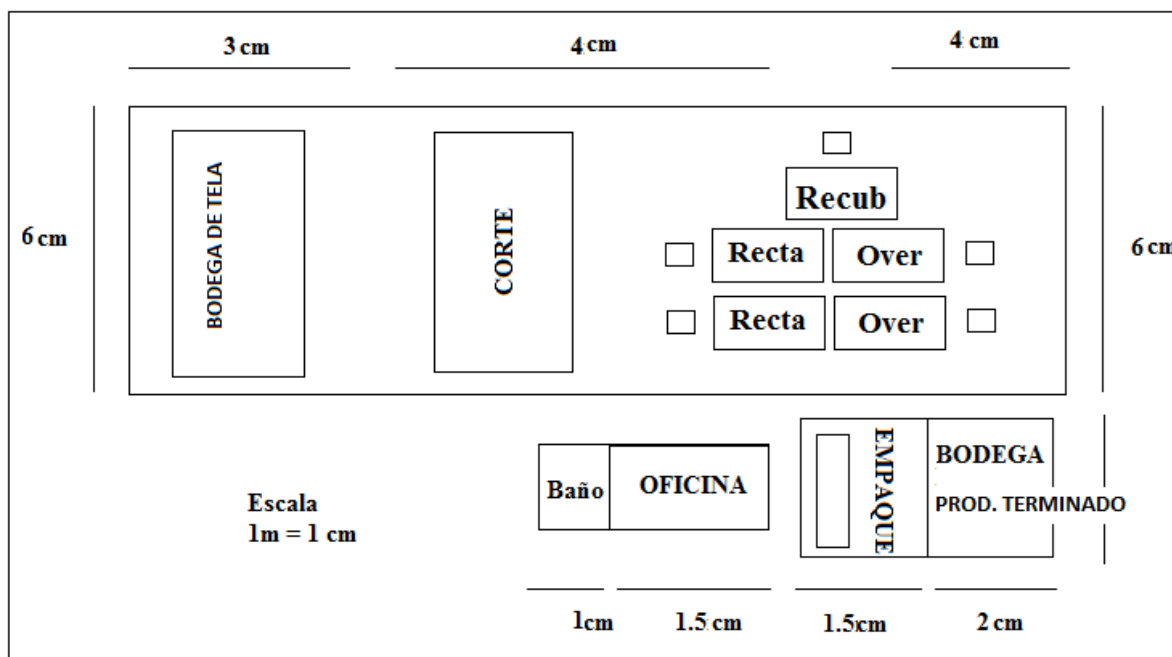 3 cm
4 cm
4 cm
6 cm
BODEGA DE TELA
CORTE
Recub
Recta
Over
Recta
Over
6 cm
Baño
OFICINA
EMPAQUE
BODEGA
PROD. TERMINADO
Escala
1m = 1 cm
1cm
1.5 cm
1.5cm
2 cm